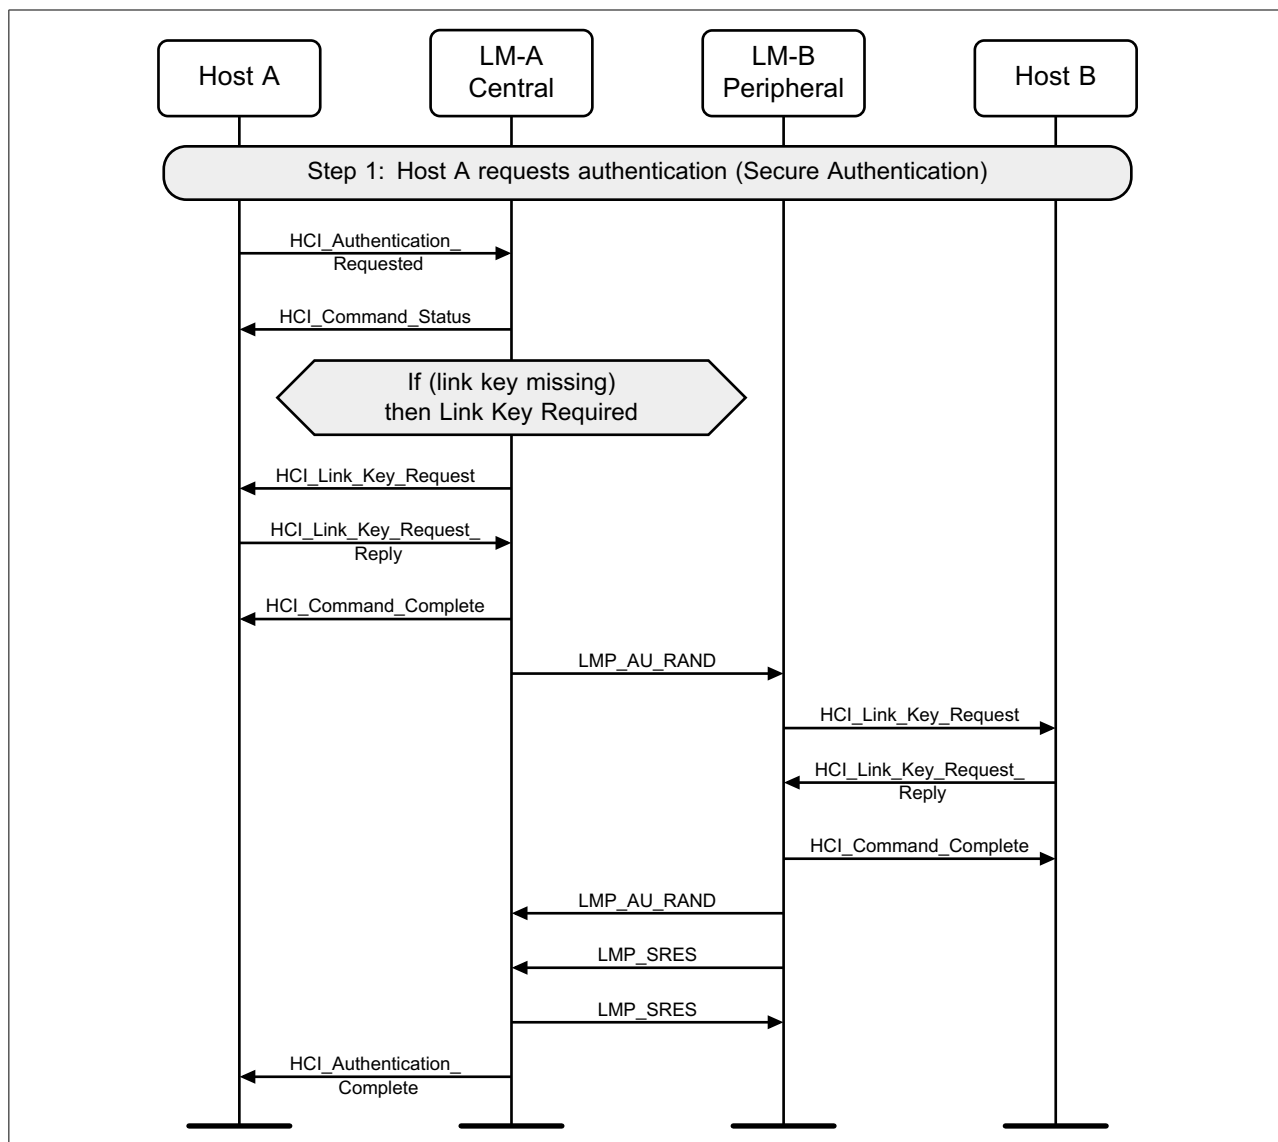 Host A
LM-A
Central
LM-B
Peripheral
Host B
Step 1: Host A requests authentication (Secure Authentication)
HCI_Authentication_
Requested
HCI_Command_Status
If (link key missing)
then Link Key Required
HCI_Link_Key_Request
HCI_Link_Key_Request_
Reply
HCI_Command_Complete
LMP_AU_RAND
HCI_Link_Key_Request
HCI_Link_Key_Request_
Reply
HCI_Command_Complete
LMP_AU_RAND
LMP_SRES
LMP_SRES
HCI_Authentication_
Complete